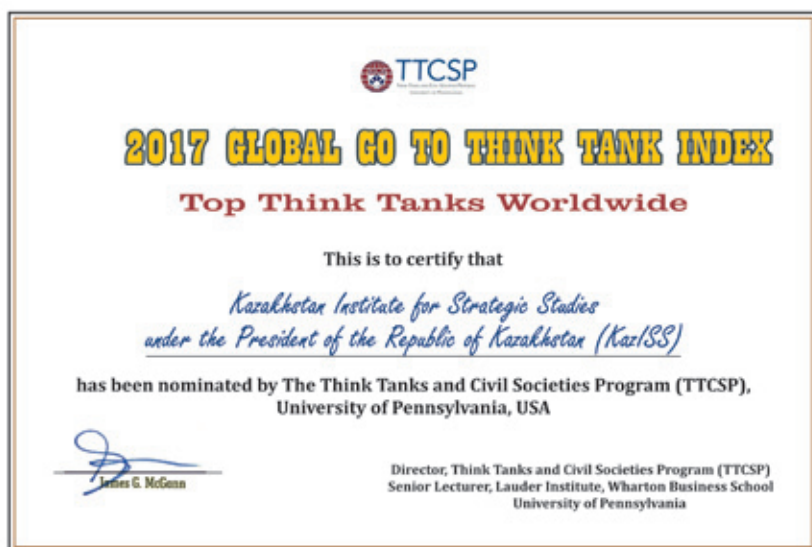 TTCSP
UNIVERSITY OF PENNSYLVANIA
2017 GLOBAL GO TO THINK TANK INDEX
Top Think Tanks Worldwide
This is to certify that
Kazakhstan Institute for Strategic Studies
under the President of the Republic of Kazakhstan (KazISS)
has been nominated by The Think Tanks and Civil Societies Program (TTCSP),
University of Pennsylvania, USA
James G. McGann
Director, Think Tanks and Civil Societies Program (TTCSP)
Senior Lecturer, Lauder Institute, Wharton Business School
University of Pennsylvania